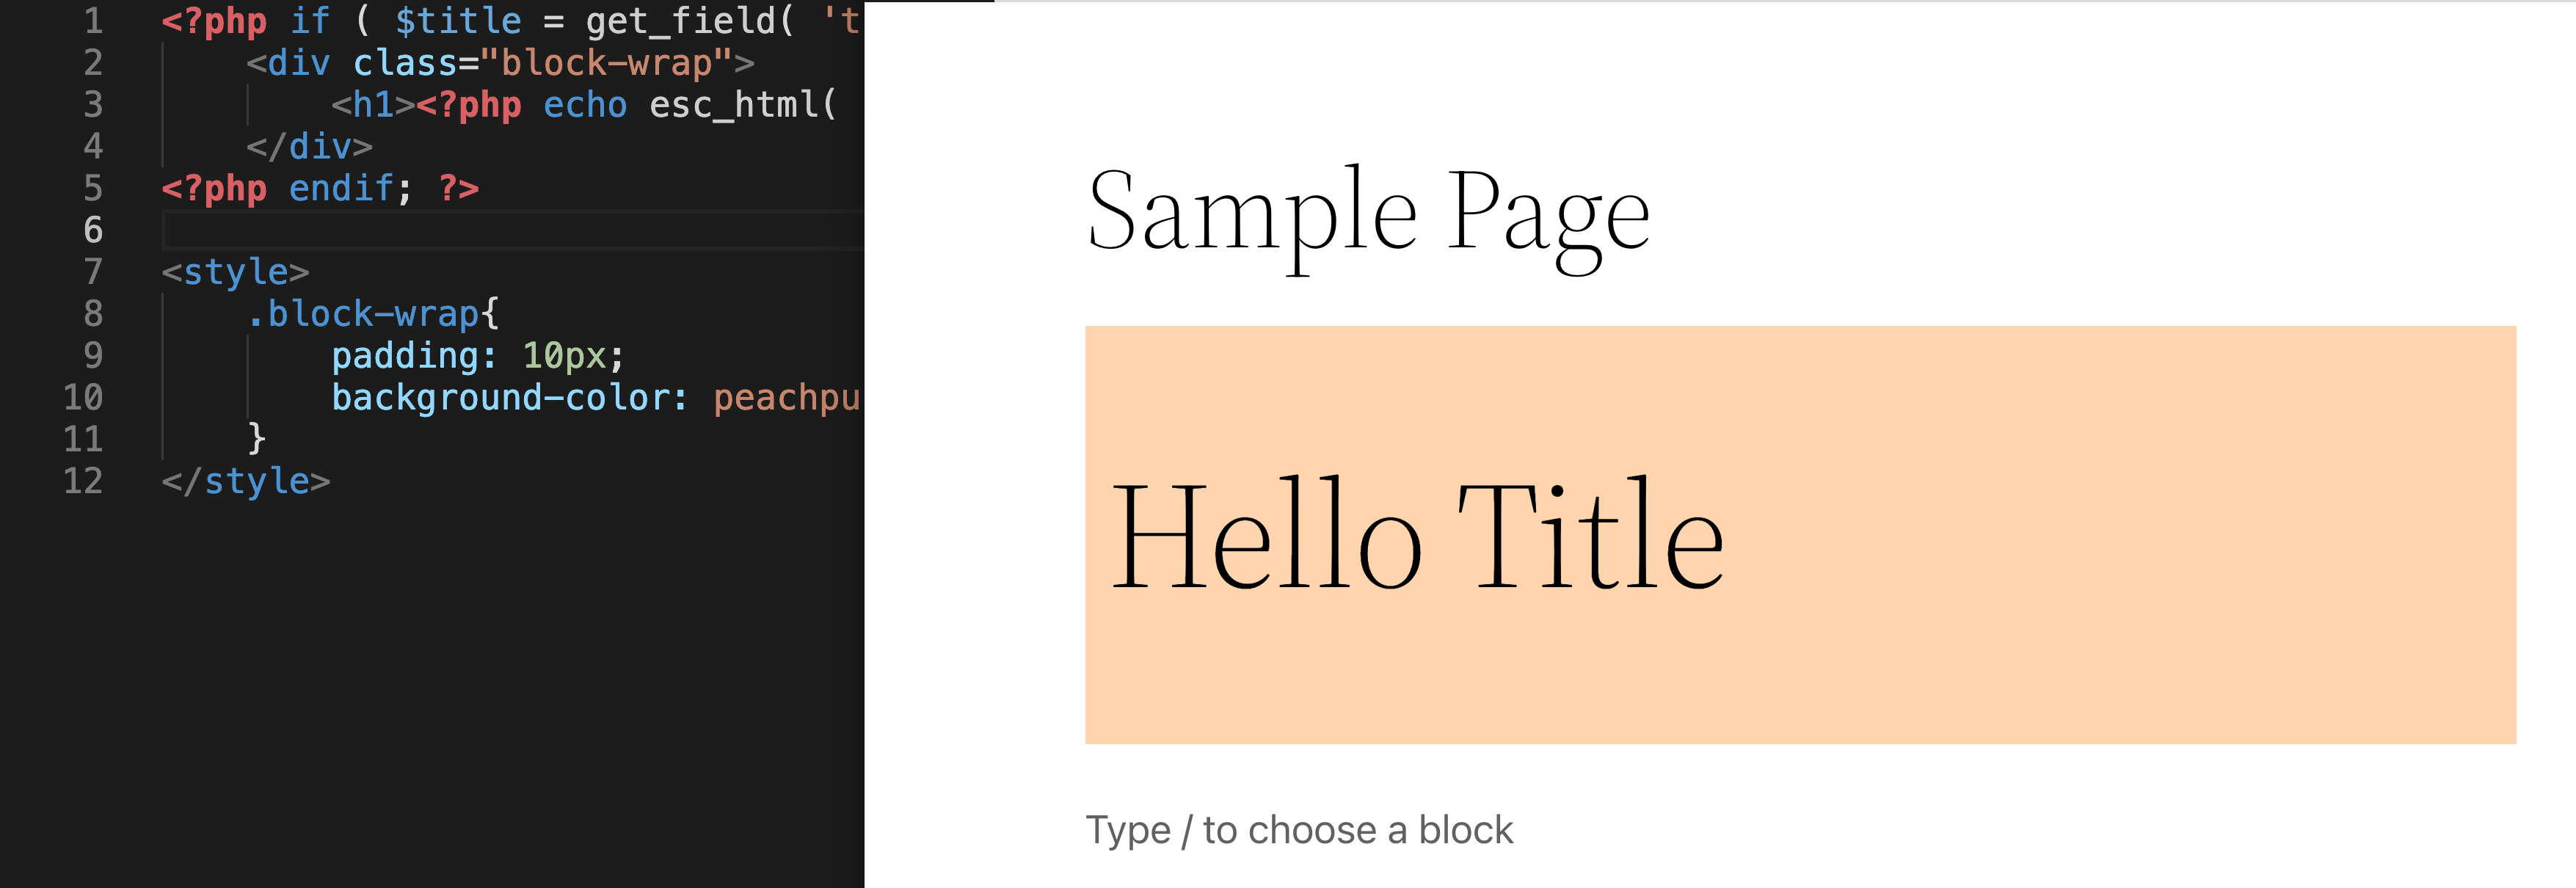 1 <?php if ( $title = get_field( 't
2 <div class="block-wrap">
3 <h1><?php echo esc_html(
4 </div>
5 <?php endif; ?>
6
7 <style>
8 .block-wrap{
9 padding: 10px;
10 background-color: peachpu
11 }
12 </style>
Sample Page
Hello Title
Type / to choose a block